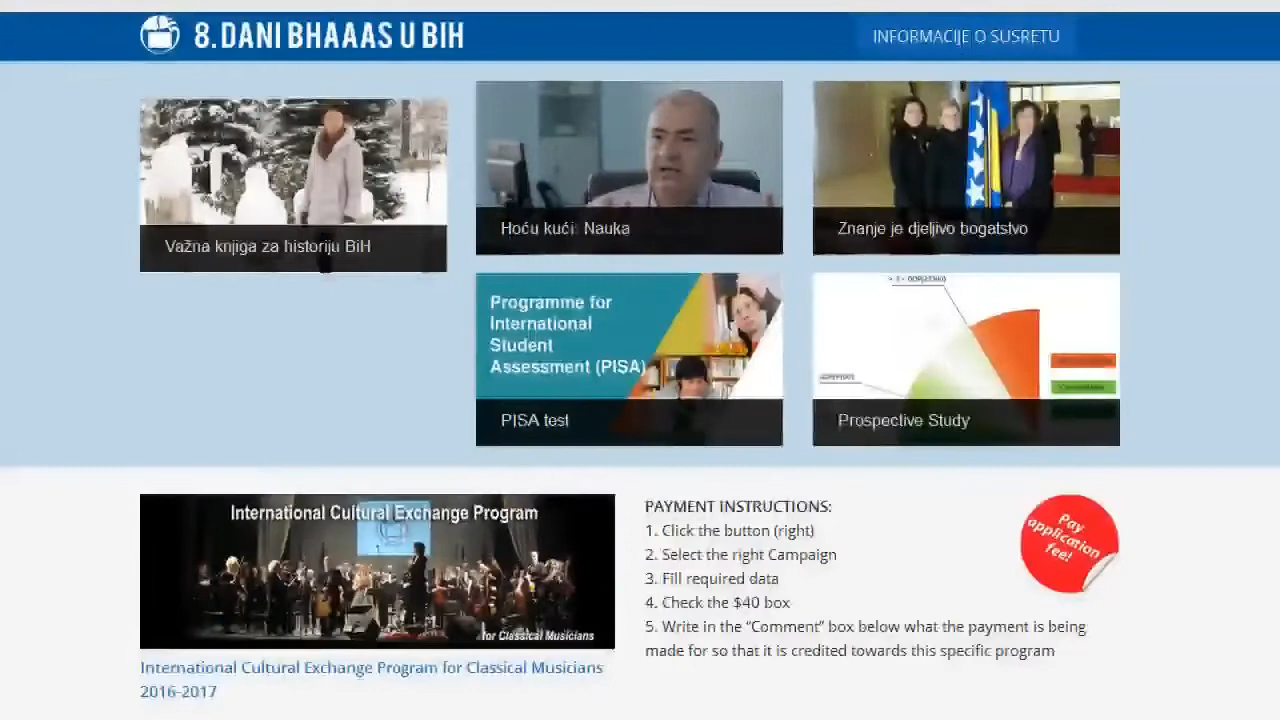 8. DANI BHAAAS U BIH
INFORMACIJE O SUSRETU
Važna knjiga za historiju BiH
Hoću kući: Nauka
Znanje je djeljivo bogatstvo
Programme for
International
Student
Assessment (PISA)
PISA test
Prospective Study
International Cultural Exchange Program
for Classical Musicians
International Cultural Exchange Program for Classical Musicians
2016-2017
PAYMENT INSTRUCTIONS:
1. Click the button (right)
2. Select the right Campaign
3. Fill required data
4. Check the $40 box
5. Write in the “Comment” box below what the payment is being
made for so that it is credited towards this specific program
Pay
application
fee!